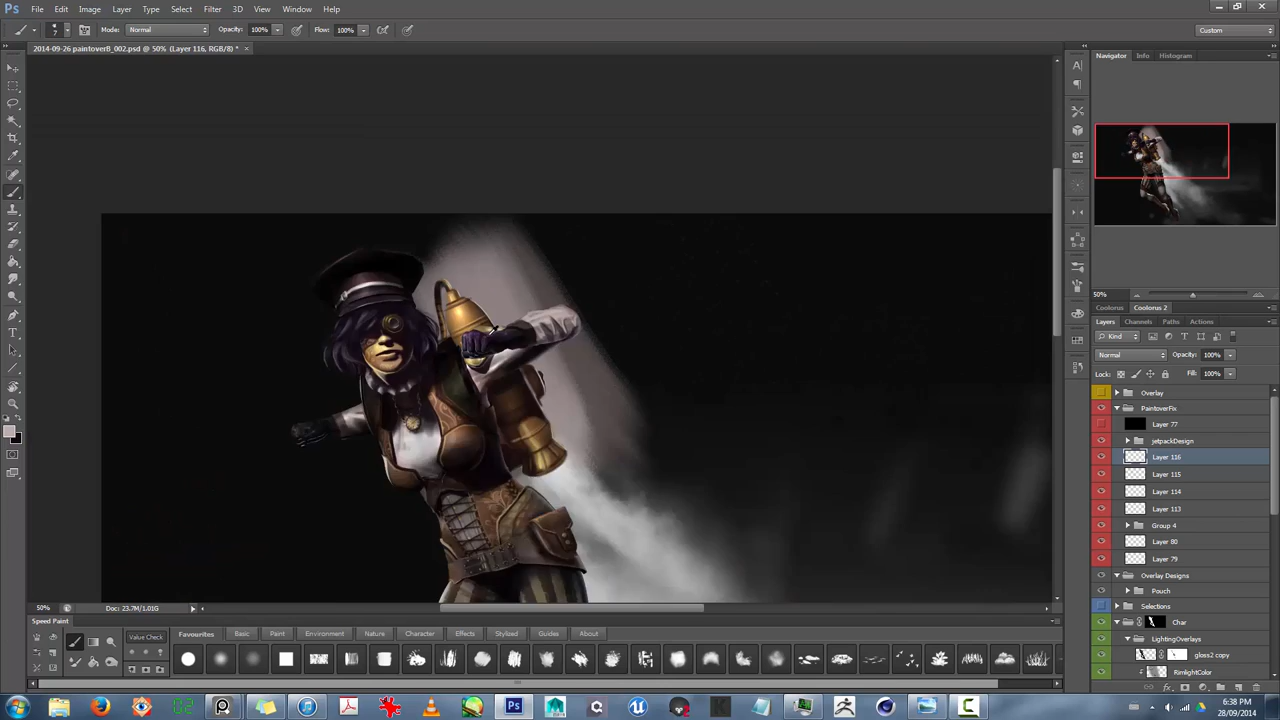 Ps File Edit Image Layer Type Select Filter 3D View Window Help
7 Mode: Normal Opacity: 100% Flow: 100% Custom
2014-09-26 paintoverB_002.psd @ 50% (Layer 116, RGB/8) * ×
Navigator Info Histogram
50%
Coolorus Coolorus 2
Layers Channels Paths Actions
Kind
Normal Opacity: 100%
Lock: Fill: 100%
Overlay
PaintoverFix
Layer 77
jetpackDesign
Layer 116
Layer 115
Layer 114
Layer 113
Group 4
Layer 80
Layer 79
Overlay Designs
Pouch
Selections
Char
LightingOverlays
gloss2 copy
RimlightColor
50% Doc: 23.7M/1.01G
Speed Paint
Value Check Favourites Basic Paint Environment Nature Character Effects Stylized Guides About
6:38 PM
28/09/2014